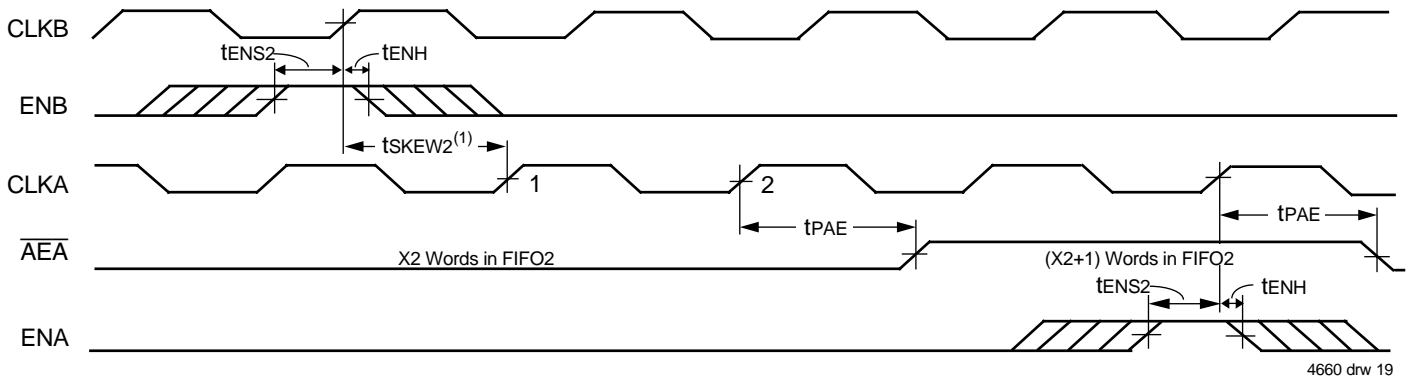 CLKB
tENS2 tENH
ENB
tSKEW2(1)
CLKA 1 2
tPAE tPAE
AEA
X2 Words in FIFO2 (X2+1) Words in FIFO2
tENS2 tENH
ENA
4660 drw 19